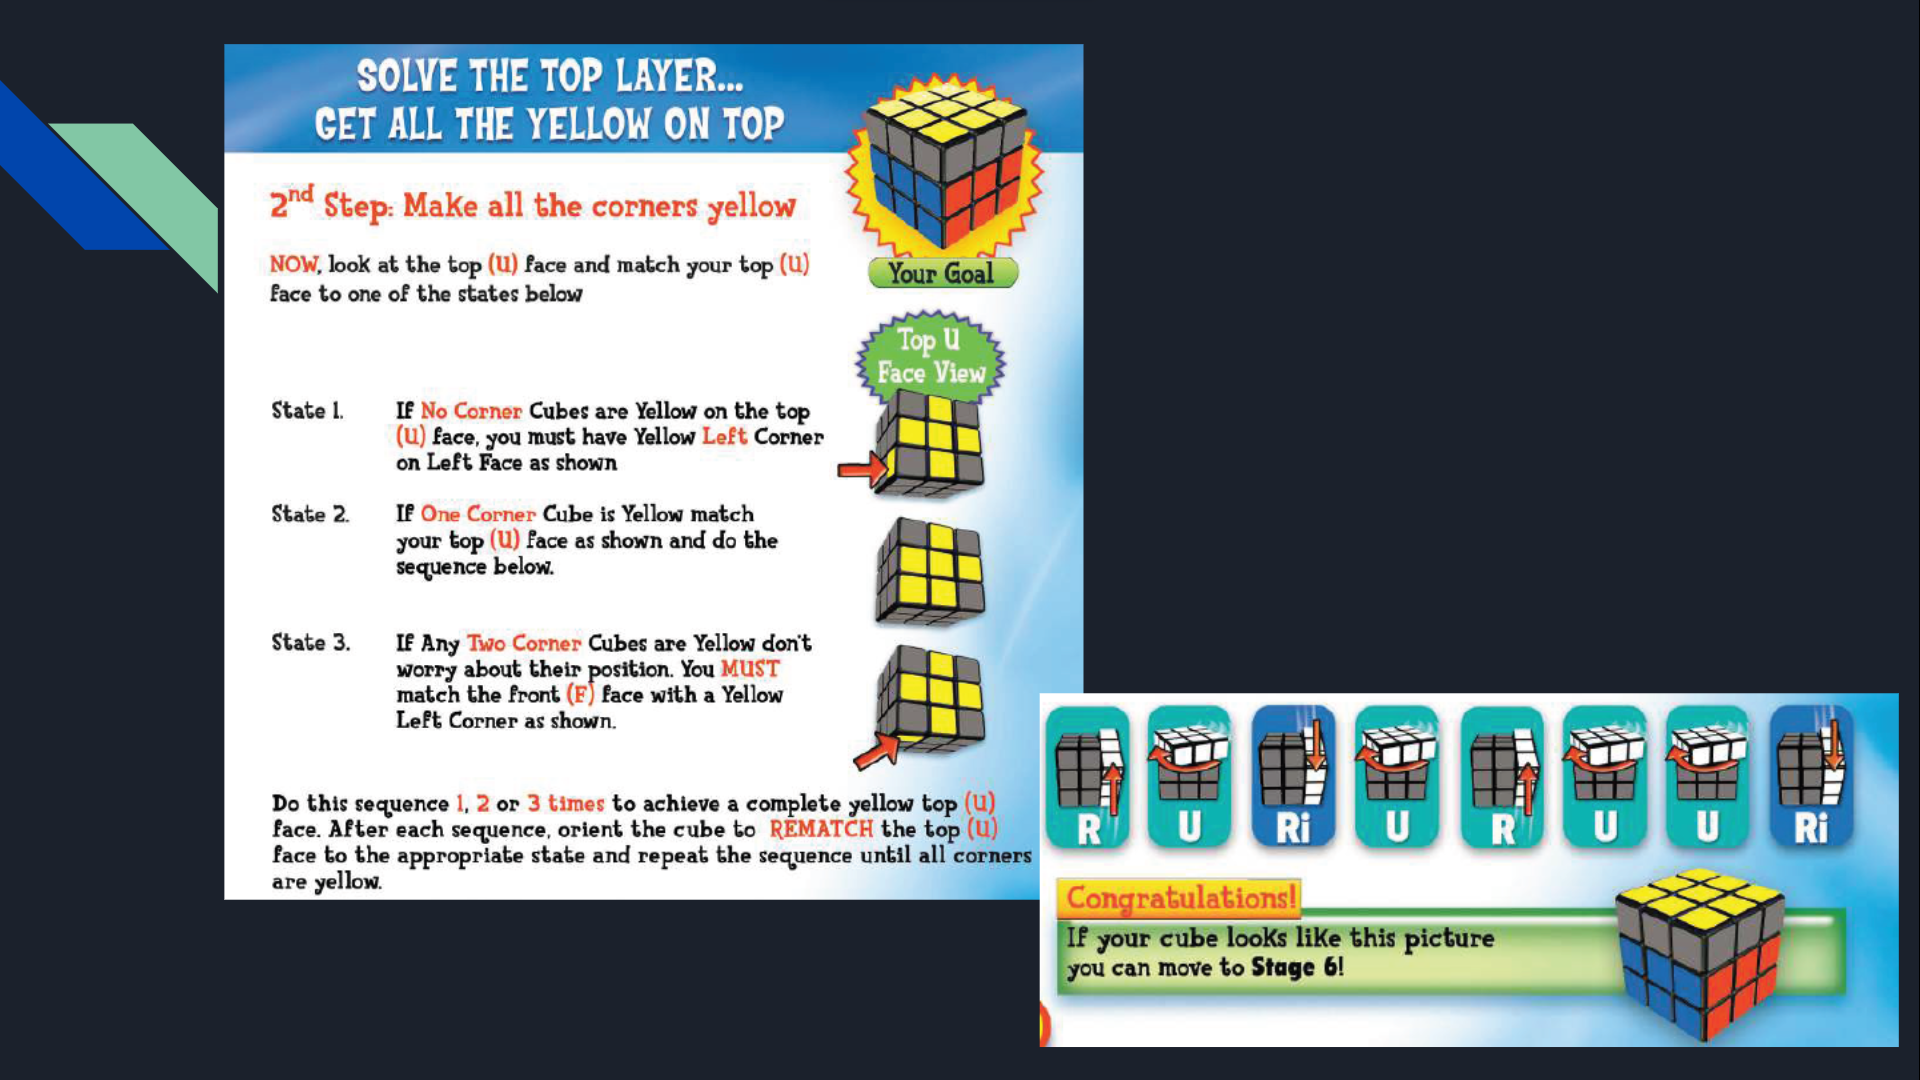 SOLVE THE TOP LAYER...
GET ALL THE YELLOW ON TOP
2nd Step: Make all the corners yellow
NOW, look at the top (U) face and match your top (U)
face to one of the states below
Your Goal
Top U
Face View
State 1.
If No Corner Cubes are Yellow on the top
(U) face, you must have Yellow Left Corner
on Left Face as shown
State 2.
If One Corner Cube is Yellow match
your top (U) face as shown and do the
sequence below.
State 3.
If Any Two Corner Cubes are Yellow don't
worry about their position. You MUST
match the front (F) face with a Yellow
Left Corner as shown.
Do this sequence 1, 2 or 3 times to achieve a complete yellow top (U)
face. After each sequence, orient the cube to REMATCH the top (U)
face to the appropriate state and repeat the sequence until all corners
are yellow.
R U Ri U R U U Ri
Congratulations!
If your cube looks like this picture
you can move to Stage 6!